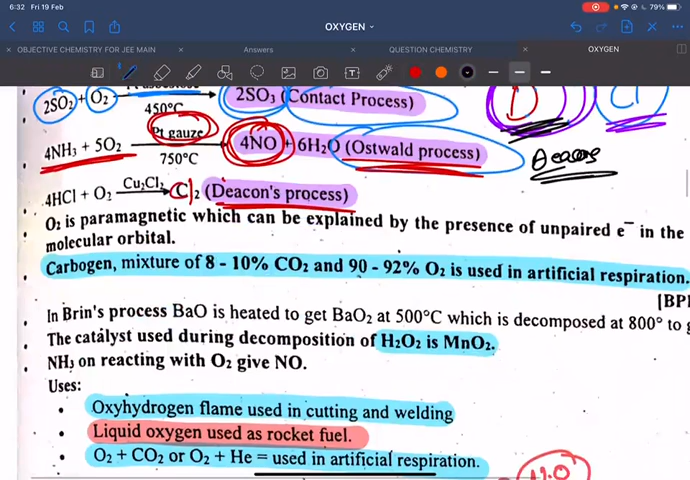 6:32 Fri 19 Feb
79%
OXYGEN
OBJECTIVE CHEMISTRY FOR JEE MAIN
Answers
QUESTION CHEMISTRY
OXYGEN
2SO₂ + O₂ 450°C 2SO₃ (Contact Process)
4NH₃ + 5O₂ Pt gauze 750°C 4NO + 6H₂O (Ostwald process)
Deacons
4HCl + O₂ Cu₂Cl₂ Cl₂ (Deacon's process)
O₂ is paramagnetic which can be explained by the presence of unpaired e⁻ in the
molecular orbital.
Carbogen, mixture of 8 - 10% CO₂ and 90 - 92% O₂ is used in artificial respiration.
[BP
In Brin's process BaO is heated to get BaO₂ at 500°C which is decomposed at 800° to
The catalyst used during decomposition of H₂O₂ is MnO₂.
NH₃ on reacting with O₂ give NO.
Uses:
• Oxyhydrogen flame used in cutting and welding
• Liquid oxygen used as rocket fuel.
• O₂ + CO₂ or O₂ + He = used in artificial respiration.